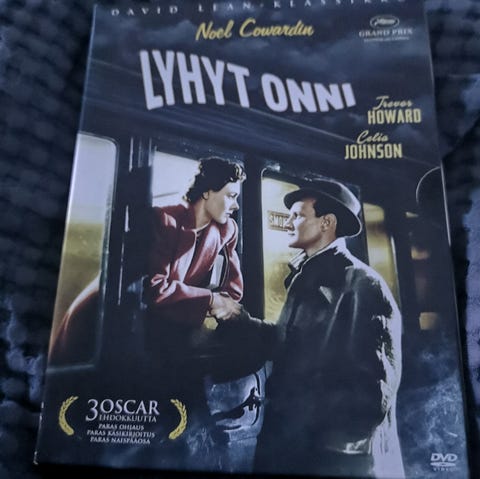 DAVID LEAN-KLASSIKKO
Noel Cowardin
GRAND PRIX
LYHYT ONNI
Trevor
HOWARD
Celia
JOHNSON
3 OSCAR
EHDOKKUUTTA
PARAS OHJAUS
PARAS KÄSIKIRJOITUS
PARAS NAISPÄÄOSA
DVD
VIDEO